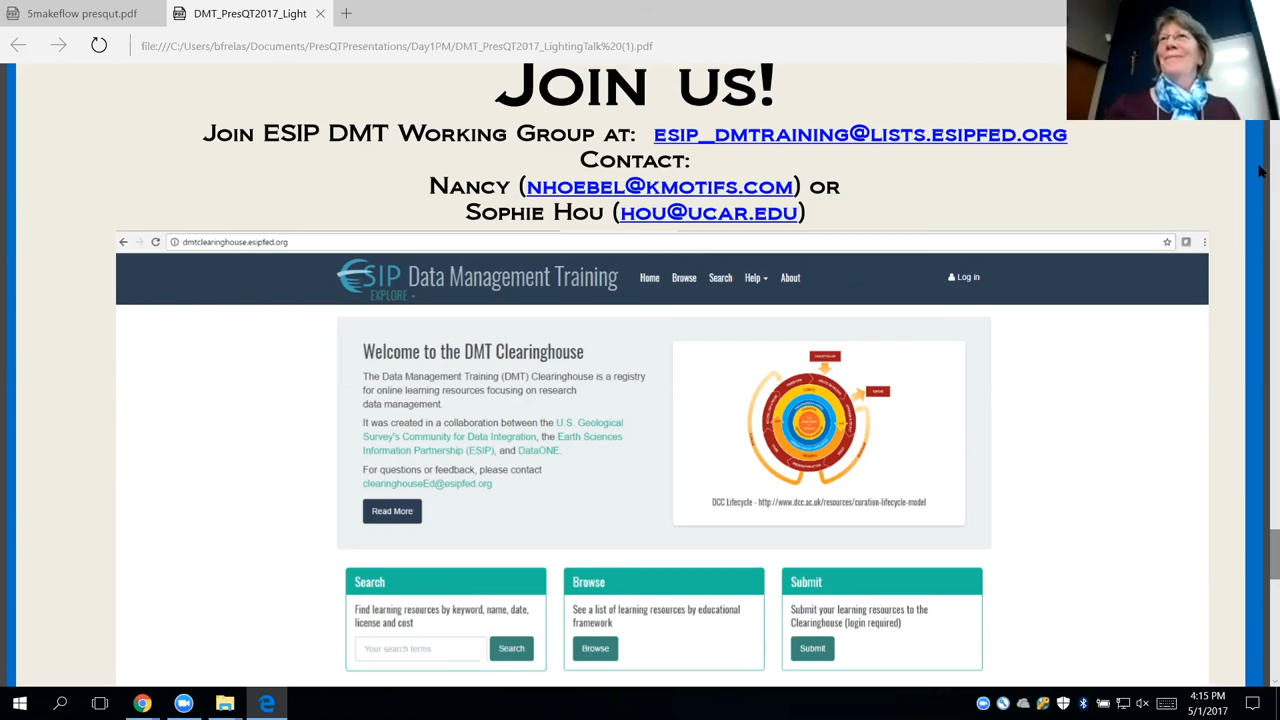 5makeflow presqut.pdf
DMT_PresQT2017_Light
file:///C:/Users/bfrelas/Documents/PresQTPresentations/Day1PM/DMT_PresQT2017_LightingTalk%20(1).pdf
Join us!
Join ESIP DMT Working Group at: esip_dmtraining@lists.esipfed.org
Contact:
Nancy (nhoebel@kmotifs.com) or
Sophie Hou (hou@ucar.edu)
dmtclearinghouse.esipfed.org
ESIP Data Management Training Home Browse Search Help About Log in
EXPLORE
Welcome to the DMT Clearinghouse
The Data Management Training (DMT) Clearinghouse is a registry
for online learning resources focusing on research
data management.
It was created in a collaboration between the U.S. Geological
Survey's Community for Data Integration, the Earth Sciences
Information Partnership (ESIP), and DataONE.
For questions or feedback, please contact
clearinghouseEd@esipfed.org
Read More
DCC Lifecycle - http://www.dcc.ac.uk/resources/curation-lifecycle-model
Search
Find learning resources by keyword, name, date,
license and cost
Your search terms Search
Browse
See a list of learning resources by educational
framework
Browse
Submit
Submit your learning resources to the
Clearinghouse (login required)
Submit
4:15 PM
5/1/2017